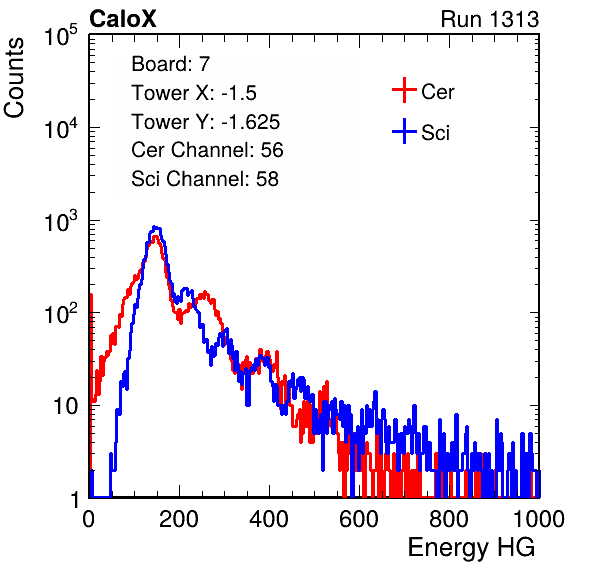 CaloX Run 1313
Counts
10^5
10^4
10^3
10^2
10
1
Board: 7
Tower X: -1.5
Tower Y: -1.625
Cer Channel: 56
Sci Channel: 58
Cer
Sci
0 200 400 600 800 1000
Energy HG